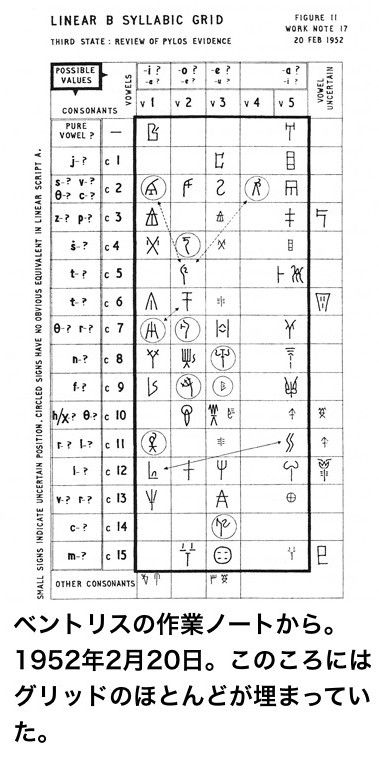 LINEAR B SYLLABIC GRID
THIRD STATE : REVIEW OF PYLOS EVIDENCE
FIGURE II
WORK NOTE 17
20 FEB 1952
POSSIBLE VALUES
VOWELS
CONSONANTS
-i ? -o ? -e ? -a ?
-a ? -e ? -u ? -i ?
VOWEL UNCERTAIN
v 1 v 2 v 3 v 4 v 5
PURE VOWEL ? —
j-? c 1
s-? v-? θ-? c-? c 2
z-? p-? c 3
š-? c 4
t-? c 5
t-? c 6
θ-? r-? c 7
n-? c 8
f-? c 9
h/χ? θ? c 10
r-? l-? c 11
l-? c 12
v-? r-? c 13
c-? c 14
m-? c 15
OTHER CONSONANTS
SMALL SIGNS INDICATE UNCERTAIN POSITION. CIRCLED SIGNS HAVE NO OBVIOUS EQUIVALENT IN LINEAR SCRIPT A.
ベントリスの作業ノートから。
1952年2月20日。このころには
グリッドのほとんどが埋まってい
た。